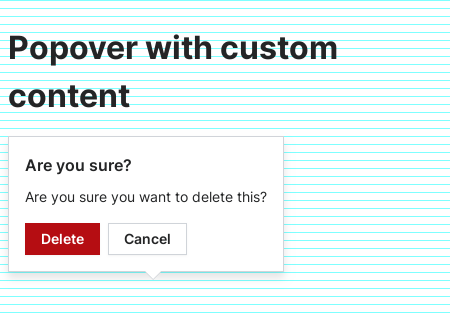 Popover with custom
content
Are you sure?
Are you sure you want to delete this?
Delete
Cancel